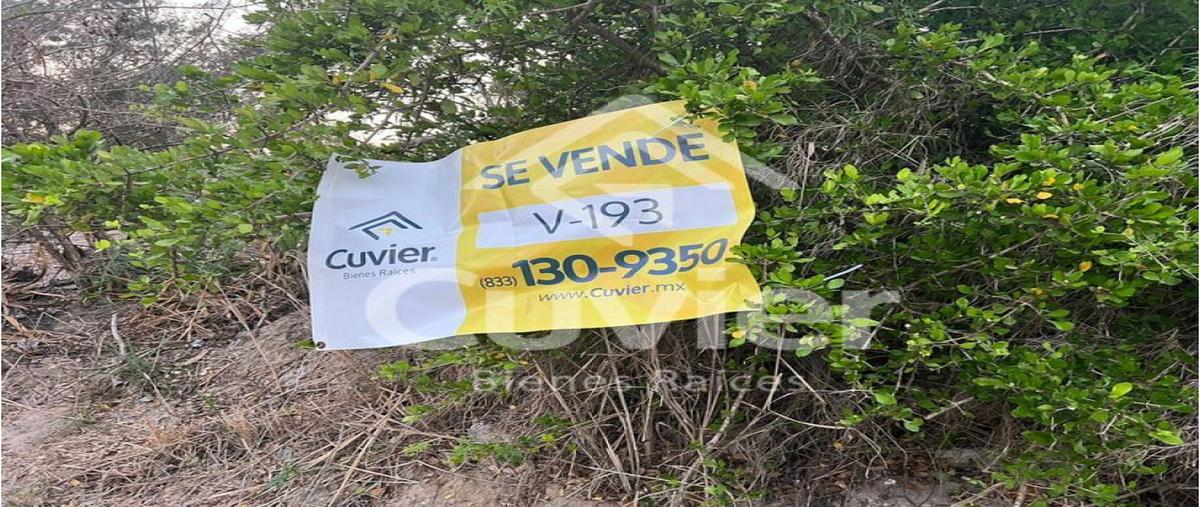 SE VENDE
V-193
Cuvier®
Bienes Raíces
(833) 130-9350
www.Cuvier.mx
Cuvier
Bienes Raíces